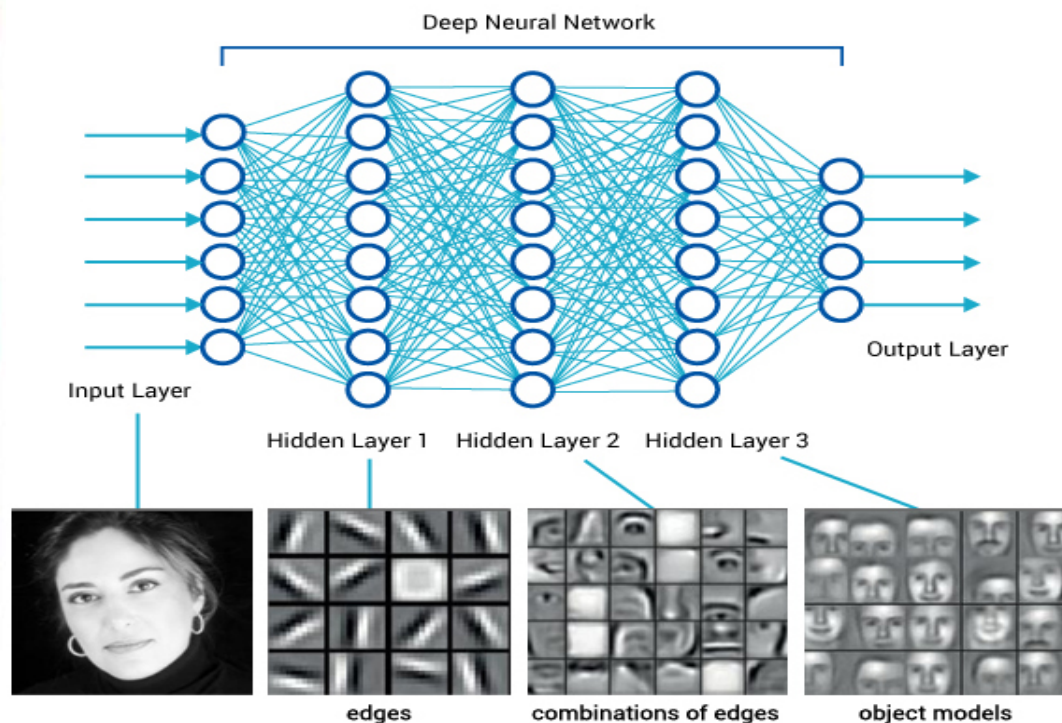 Deep Neural Network
Input Layer
Output Layer
Hidden Layer 1
Hidden Layer 2
Hidden Layer 3
edges
combinations of edges
object models